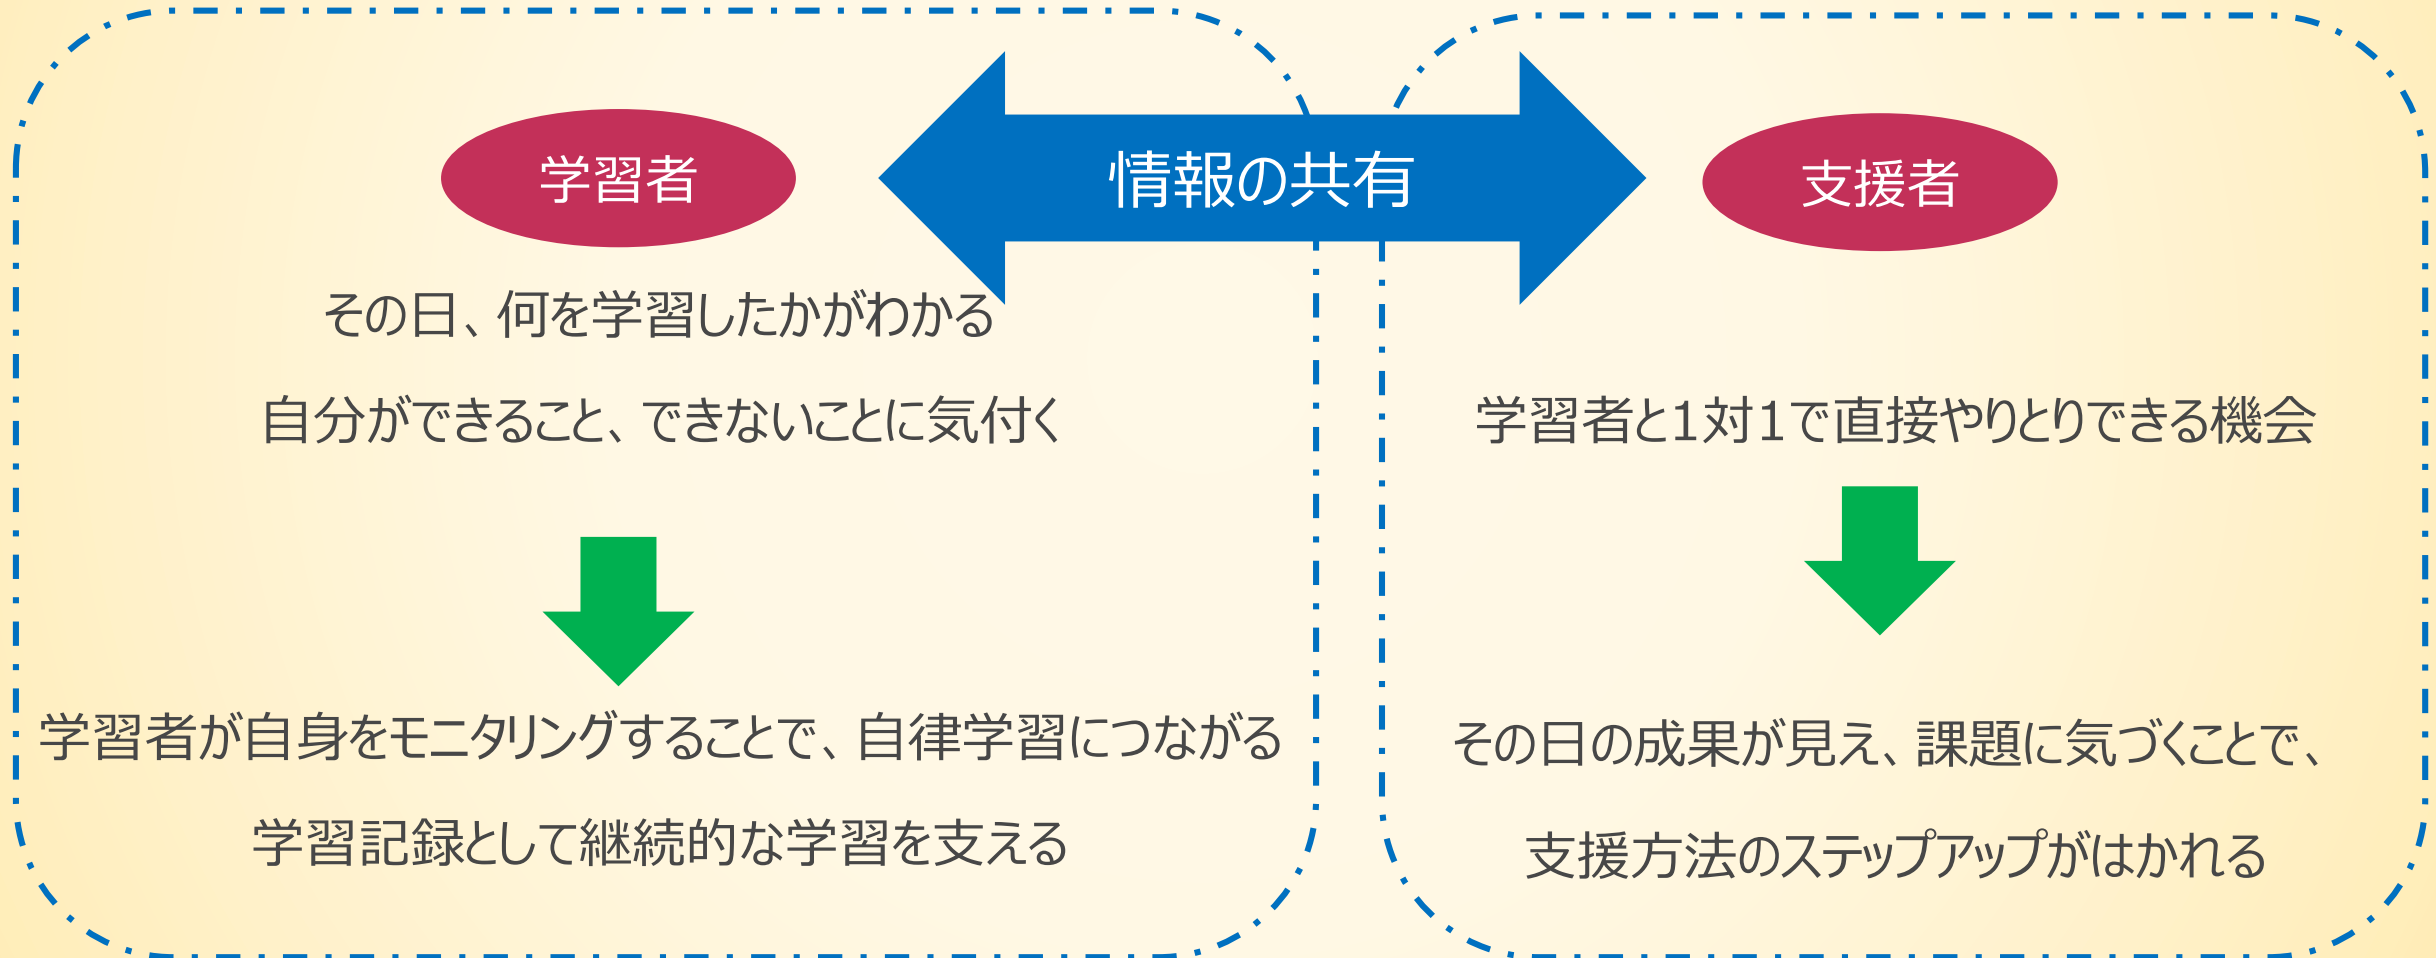 学習者
その日、何を学習したかがわかる
自分ができること、できないことに気付く
学習者が自身をモニタリングすることで、自律学習につながる
学習記録として継続的な学習を支える
情報の共有
支援者
学習者と1対1で直接やりとりできる機会
その日の成果が見え、課題に気づくことで、
支援方法のステップアップがはかれる